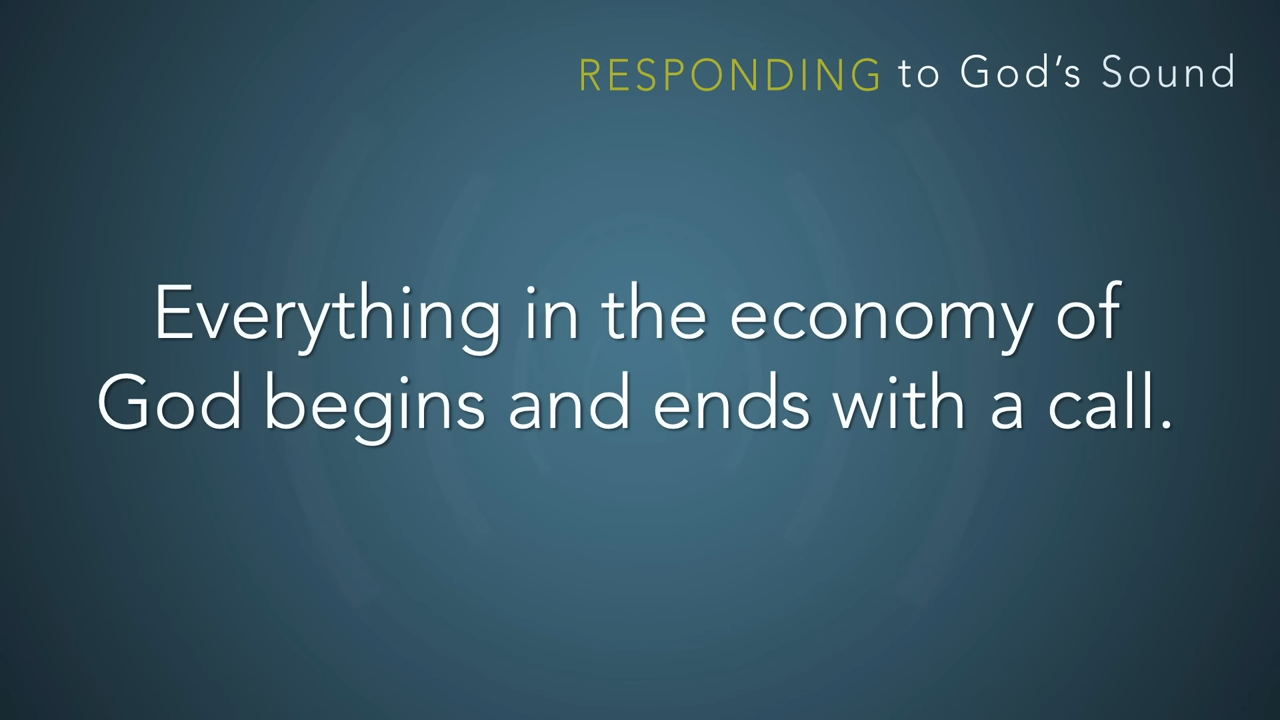 RESPONDING to God's Sound
Everything in the economy of
God begins and ends with a call.